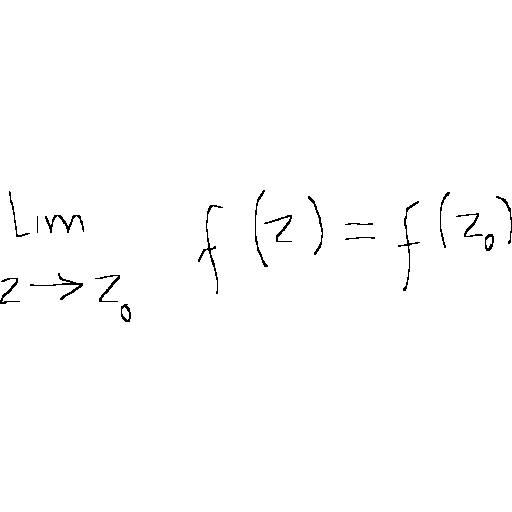 Lim f(z) = f(z₀)
z → z₀